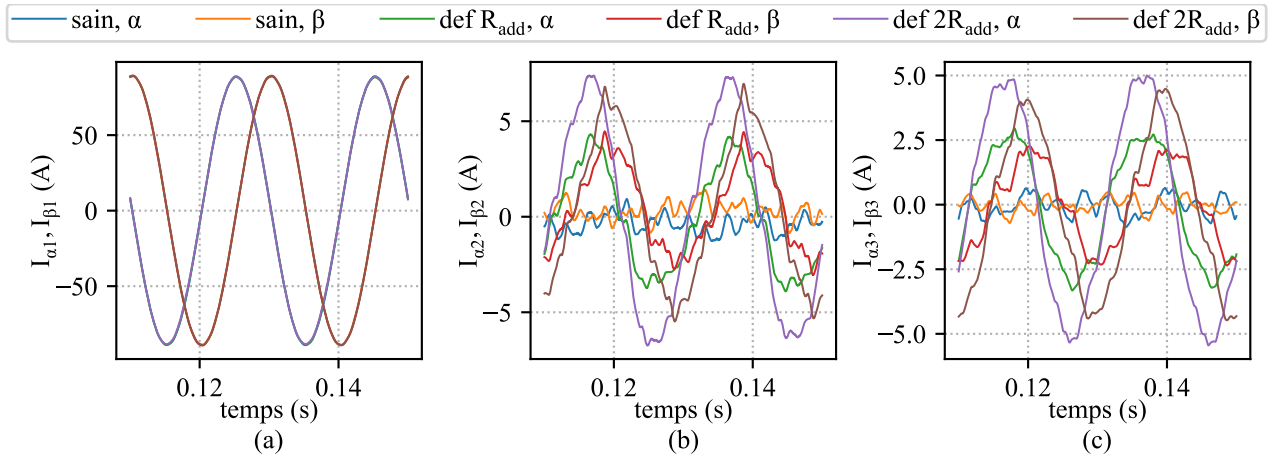 sain, α sain, β def R_add, α def R_add, β def 2R_add, α def 2R_add, β
I_α1, I_β1 (A)
50
0
−50
0.12 0.14
temps (s)
(a)
I_α2, I_β2 (A)
5
0
−5
0.12 0.14
temps (s)
(b)
I_α3, I_β3 (A)
5.0
2.5
0.0
−2.5
−5.0
0.12 0.14
temps (s)
(c)